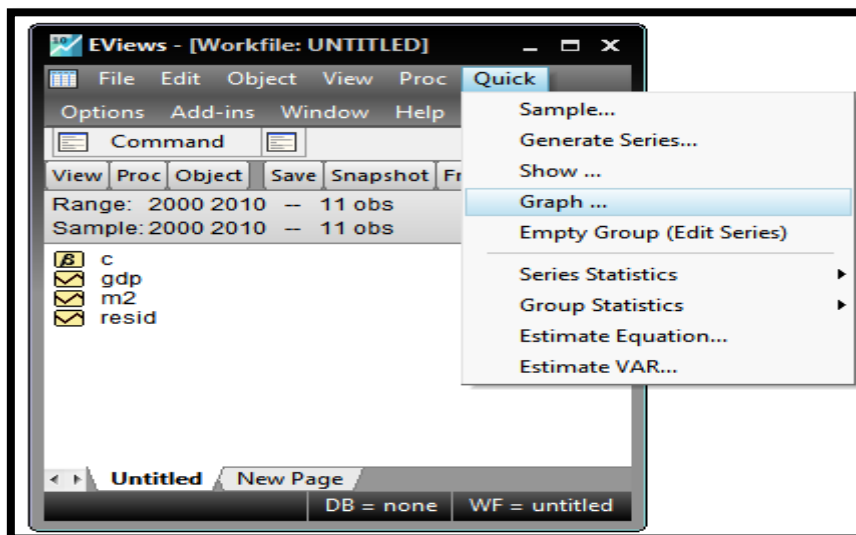 EViews - [Workfile: UNTITLED]
File Edit Object View Proc Quick
Options Add-ins Window Help
Command
View Proc Object Save Snapshot
Range: 2000 2010 -- 11 obs
Sample: 2000 2010 -- 11 obs
c
gdp
m2
resid
Sample...
Generate Series...
Show ...
Graph ...
Empty Group (Edit Series)
Series Statistics
Group Statistics
Estimate Equation...
Estimate VAR...
Untitled New Page
DB = none WF = untitled